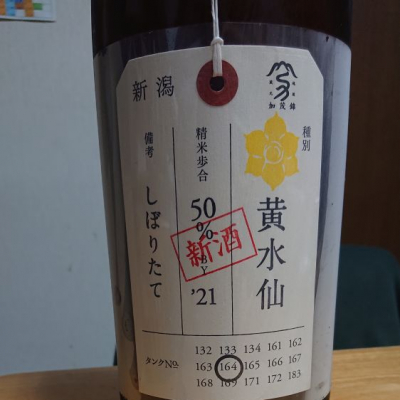 加茂錦
種別
黄水仙
精米歩合
50%
BY
'21
新酒
新潟
備考
しぼりたて
タンクNo.
132 133 134 161 162
163 164 165 166 167
168 169 171 172 183